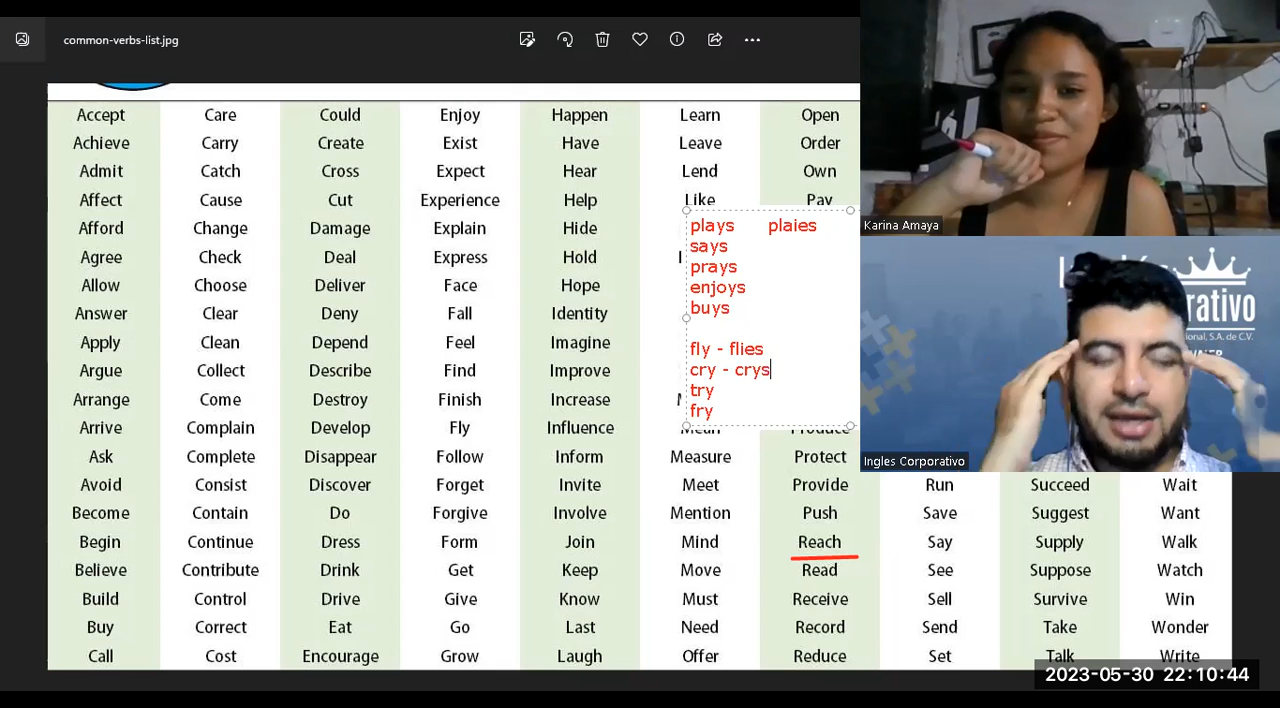 common-verbs-list.jpg
Accept Care Could Enjoy Happen Learn Open
Achieve Carry Create Exist Have Leave Order
Admit Catch Cross Expect Hear Lend Own
Affect Cause Cut Experience Help Like Pay
Afford Change Damage Explain Hide
Agree Check Deal Express Hold
Allow Choose Deliver Face Hope
Answer Clear Deny Fall Identity
Apply Clean Depend Feel Imagine
Argue Collect Describe Find Improve
Arrange Come Destroy Finish Increase
Arrive Complain Develop Fly Influence Mean Produce
Ask Complete Disappear Follow Inform Measure Protect
Avoid Consist Discover Forget Invite Meet Provide Run Succeed Wait
Become Contain Do Forgive Involve Mention Push Save Suggest Want
Begin Continue Dress Form Join Mind Reach Say Supply Walk
Believe Contribute Drink Get Keep Move Read See Suppose Watch
Build Control Drive Give Know Must Receive Sell Survive Win
Buy Correct Eat Go Last Need Record Send Take Wonder
Call Cost Encourage Grow Laugh Offer Reduce Set Talk Write
plays plaies
says
prays
enjoys
buys
fly - flies
cry - crys
try
fry
Karina Amaya
rativo
ional, S.A. de C.V.
Ingles Corporativo
2023-05-30 22:10:44